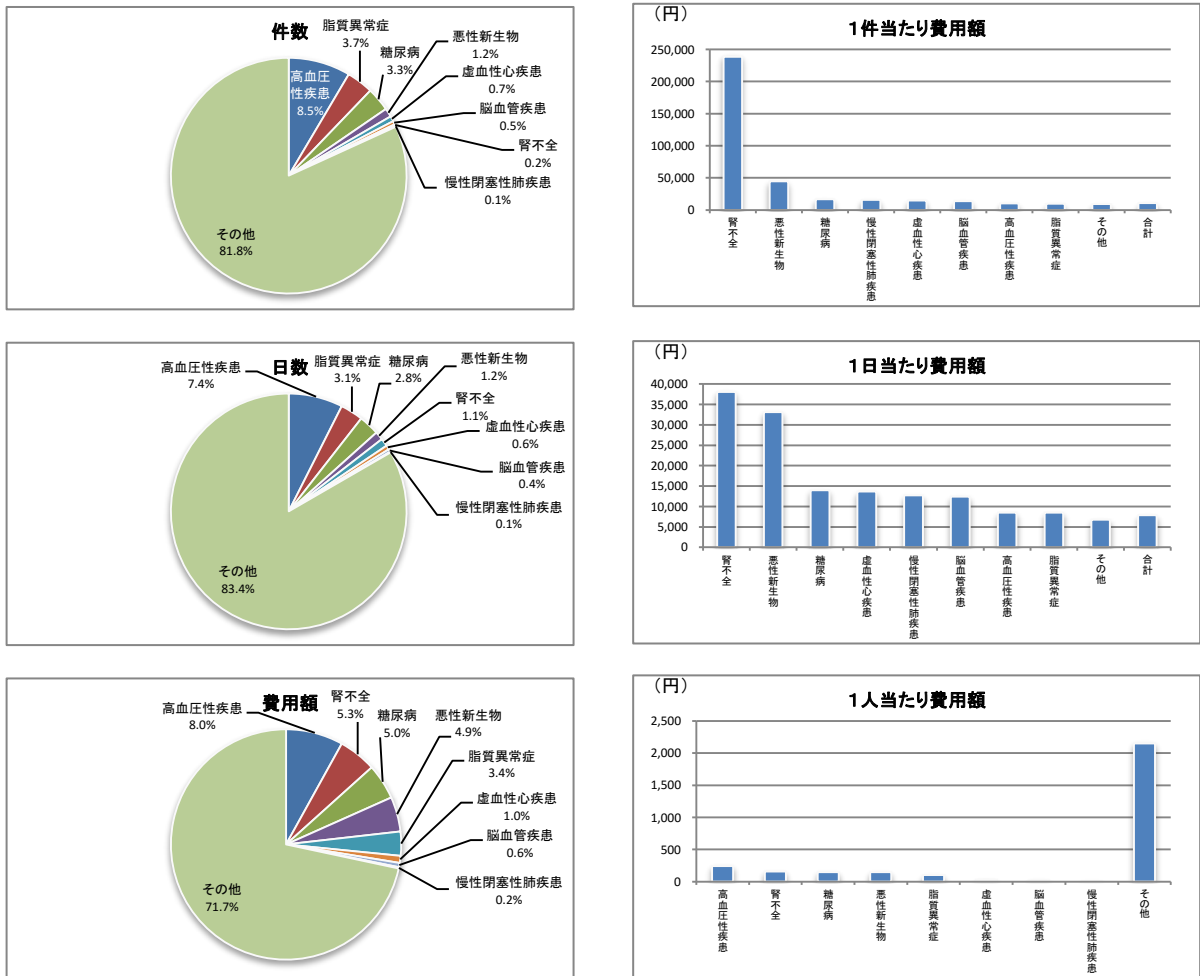 件数
高血圧
性疾患
8.5%
脂質異常症
3.7%
糖尿病
3.3%
悪性新生物
1.2%
虚血性心疾患
0.7%
脳血管疾患
0.5%
腎不全
0.2%
慢性閉塞性肺疾患
0.1%
その他
81.8%
(円)
1件当たり費用額
250,000
200,000
150,000
100,000
50,000
0
腎不全
悪性新生物
糖尿病
慢性閉塞性肺疾患
虚血性心疾患
脳血管疾患
高血圧性疾患
脂質異常症
その他
合計
日数
高血圧性疾患
7.4%
脂質異常症
3.1%
糖尿病
2.8%
悪性新生物
1.2%
腎不全
1.1%
虚血性心疾患
0.6%
脳血管疾患
0.4%
慢性閉塞性肺疾患
0.1%
その他
83.4%
(円)
1日当たり費用額
40,000
35,000
30,000
25,000
20,000
15,000
10,000
5,000
0
腎不全
悪性新生物
糖尿病
虚血性心疾患
慢性閉塞性肺疾患
脳血管疾患
高血圧性疾患
脂質異常症
その他
合計
費用額
高血圧性疾患
8.0%
腎不全
5.3%
糖尿病
5.0%
悪性新生物
4.9%
脂質異常症
3.4%
虚血性心疾患
1.0%
脳血管疾患
0.6%
慢性閉塞性肺疾患
0.2%
その他
71.7%
(円)
1人当たり費用額
2,500
2,000
1,500
1,000
500
0
高血圧性疾患
腎不全
糖尿病
悪性新生物
脂質異常症
虚血性心疾患
脳血管疾患
慢性閉塞性肺疾患
その他